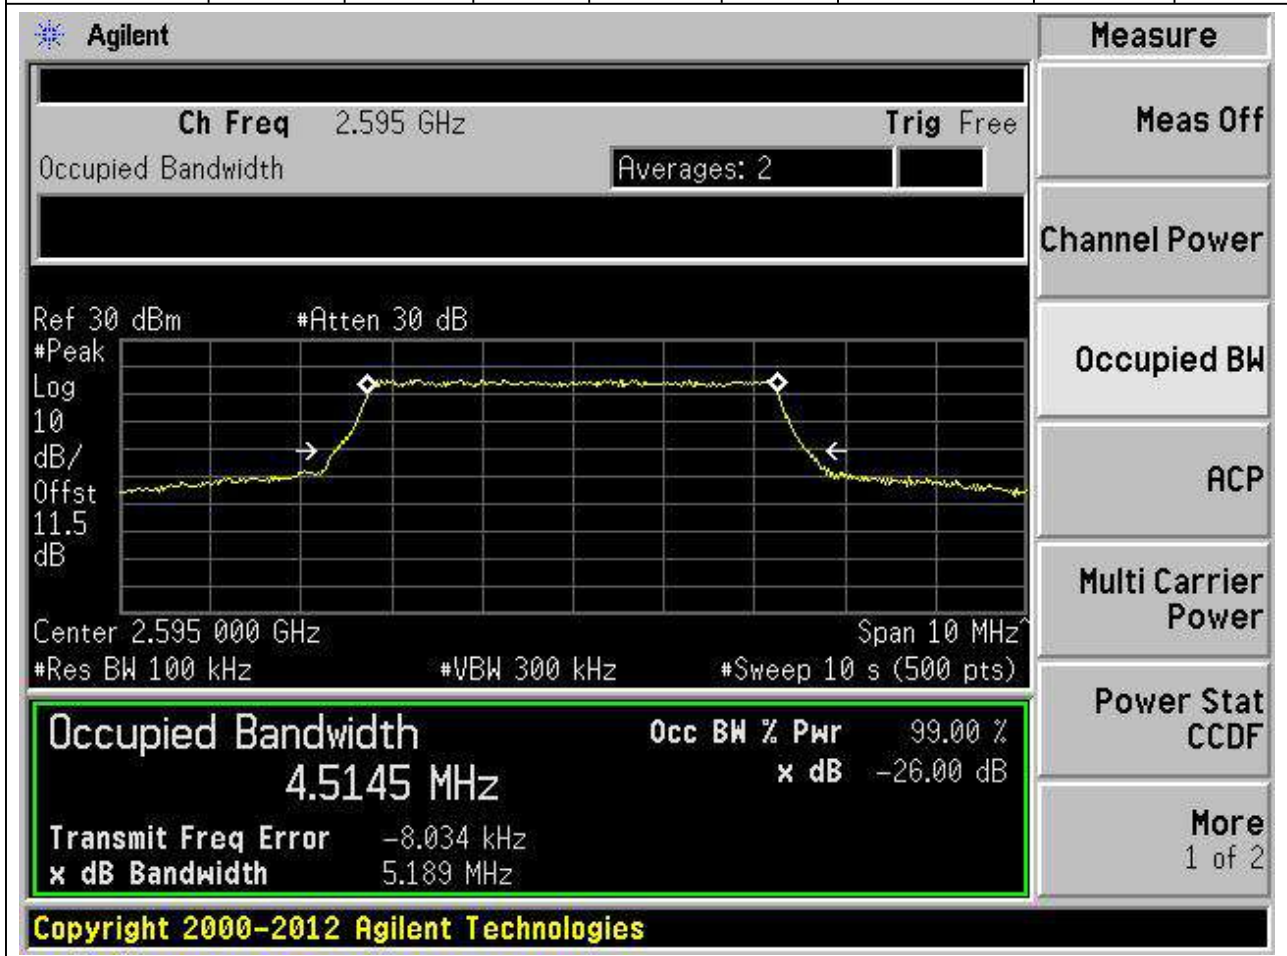 Agilent
Measure
Ch Freq 2.595 GHz Trig Free
Meas Off
Occupied Bandwidth Averages: 2
Channel Power
Ref 30 dBm #Atten 30 dB
#Peak
Log
10
dB/
Offst
11.5
dB
Occupied BW
ACP
Center 2.595 000 GHz Span 10 MHz^
#Res BW 100 kHz #VBW 300 kHz #Sweep 10 s (500 pts)
Multi Carrier
Power
Occupied Bandwidth Occ BW % Pwr 99.00 %
4.5145 MHz x dB -26.00 dB
Power Stat
CCDF
Transmit Freq Error -8.034 kHz
x dB Bandwidth 5.189 MHz
More
1 of 2
Copyright 2000-2012 Agilent Technologies